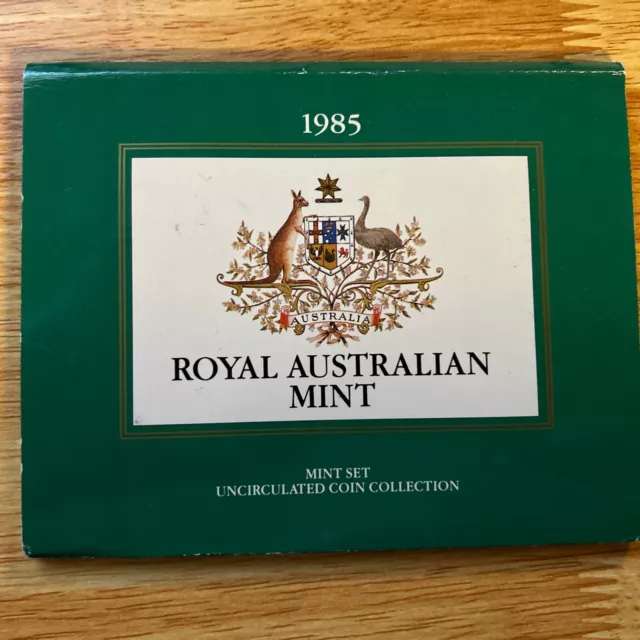 1985
AUSTRALIA
ROYAL AUSTRALIAN
MINT
MINT SET
UNCIRCULATED COIN COLLECTION